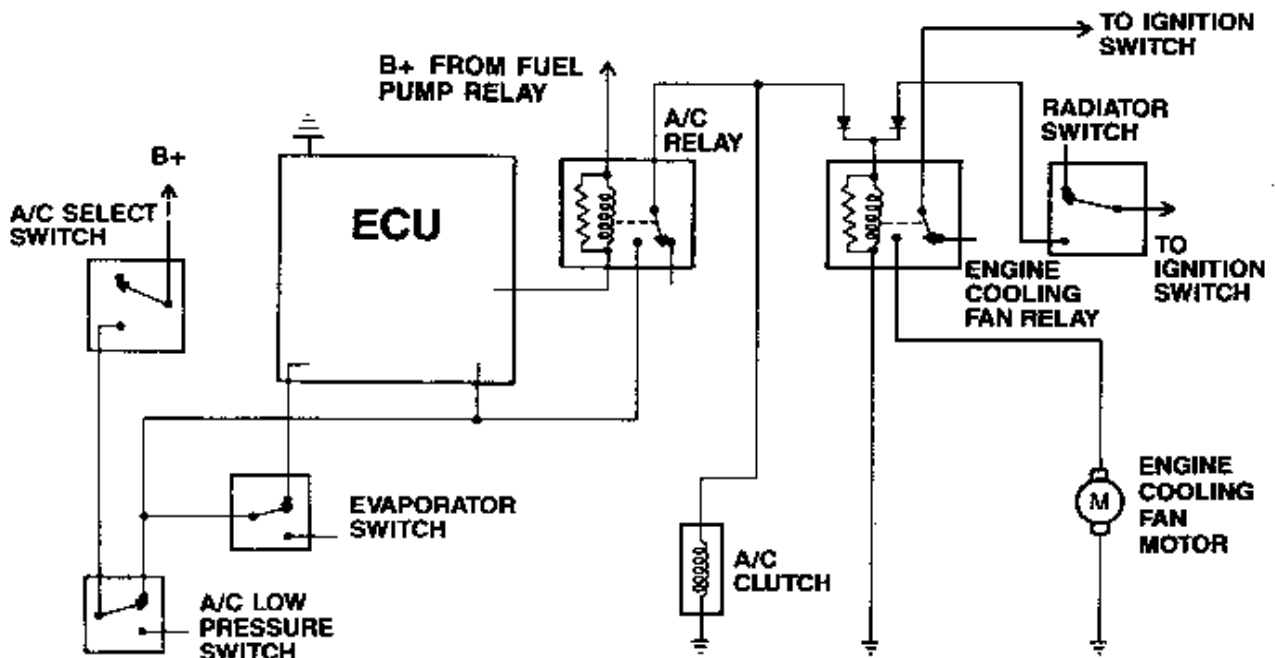 TO IGNITION
SWITCH
B+ FROM FUEL
PUMP RELAY
A/C
RELAY
RADIATOR
SWITCH
B+
A/C SELECT
SWITCH
ECU
TO
IGNITION
SWITCH
ENGINE
COOLING
FAN RELAY
EVAPORATOR
SWITCH
A/C
CLUTCH
M
ENGINE
COOLING
FAN
MOTOR
A/C LOW
PRESSURE
SWITCH